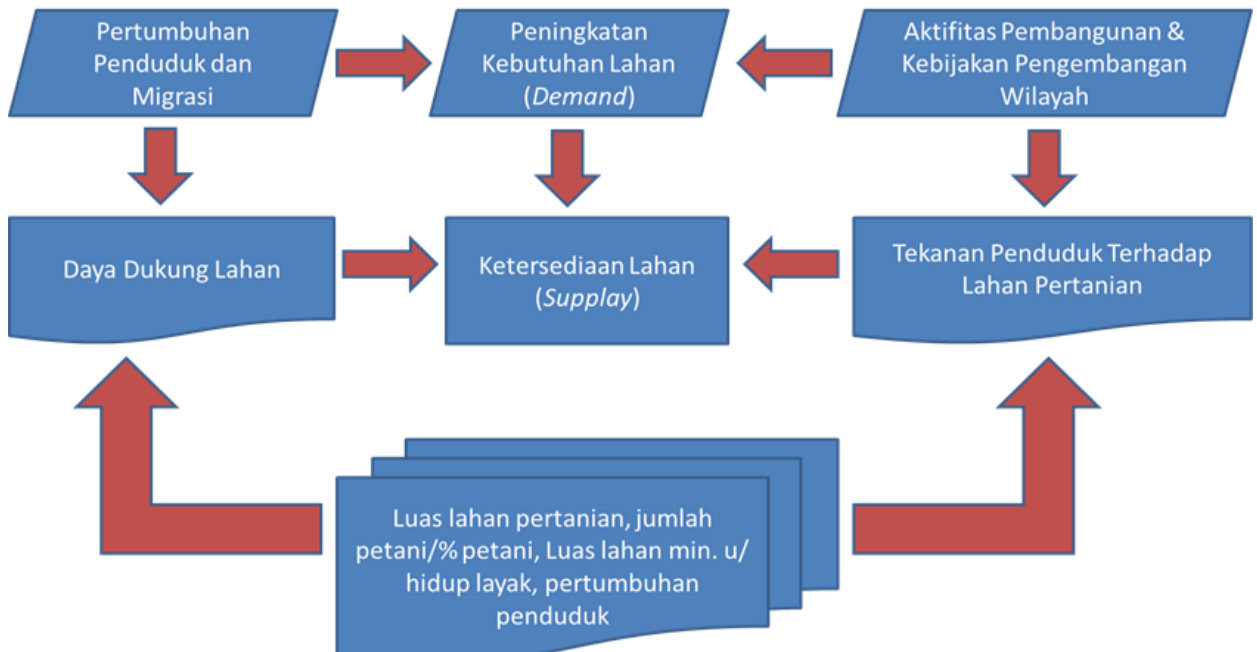 Pertumbuhan
Penduduk dan
Migrasi
Peningkatan
Kebutuhan Lahan
(Demand)
Aktifitas Pembangunan &
Kebijakan Pengembangan
Wilayah
Daya Dukung Lahan
Ketersediaan Lahan
(Supplay)
Tekanan Penduduk Terhadap
Lahan Pertanian
Luas lahan pertanian, jumlah
petani/% petani, Luas lahan min. u/
hidup layak, pertumbuhan
penduduk